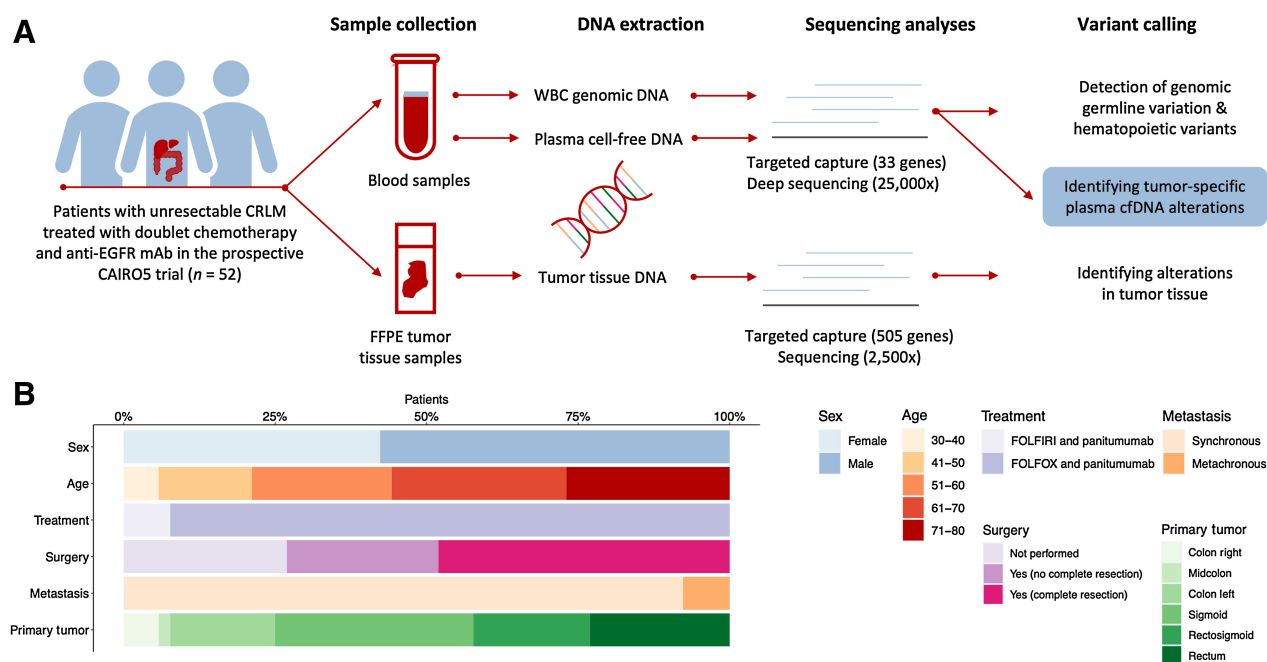 A
Sample collection
DNA extraction
Sequencing analyses
Variant calling
Patients with unresectable CRLM
treated with doublet chemotherapy
and anti-EGFR mAb in the prospective
CAIRO5 trial (n = 52)
Blood samples
FFPE tumor
tissue samples
WBC genomic DNA
Plasma cell-free DNA
Tumor tissue DNA
Targeted capture (33 genes)
Deep sequencing (25,000x)
Targeted capture (505 genes)
Sequencing (2,500x)
Detection of genomic
germline variation &
hematopoietic variants
Identifying tumor-specific
plasma cfDNA alterations
Identifying alterations
in tumor tissue
B
Patients
0% 25% 50% 75% 100%
Sex
Age
Treatment
Surgery
Metastasis
Primary tumor
Sex
Female
Male
Age
30–40
41–50
51–60
61–70
71–80
Treatment
FOLFIRI and panitumumab
FOLFOX and panitumumab
Metastasis
Synchronous
Metachronous
Surgery
Not performed
Yes (no complete resection)
Yes (complete resection)
Primary tumor
Colon right
Midcolon
Colon left
Sigmoid
Rectosigmoid
Rectum